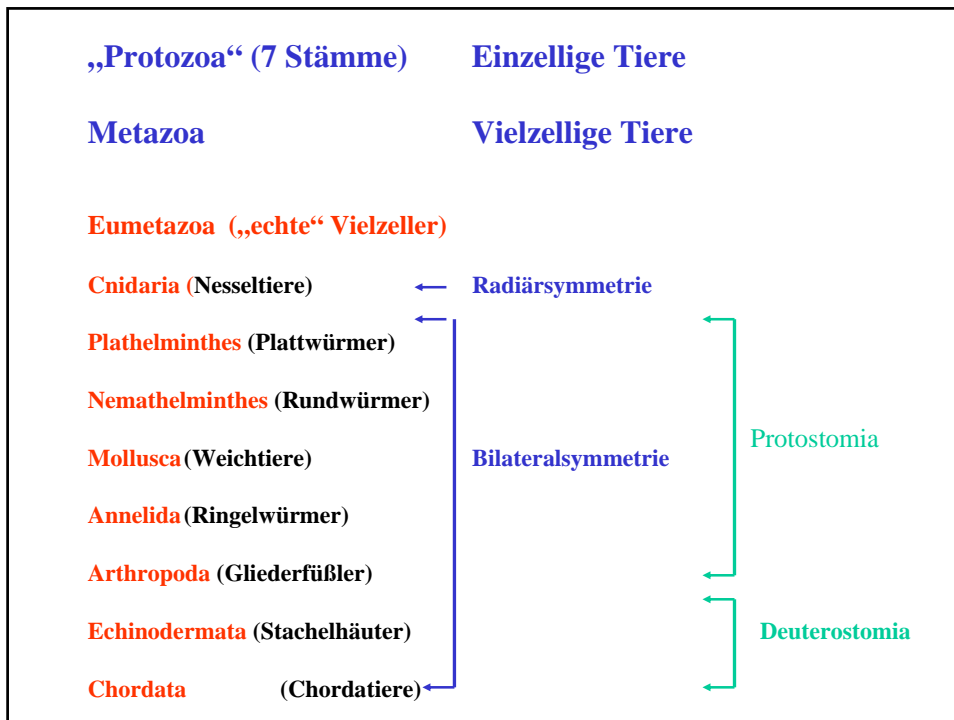 „Protozoa“ (7 Stämme) Einzellige Tiere
Metazoa Vielzellige Tiere
Eumetazoa („echte“ Vielzeller)
Cnidaria (Nesseltiere) Radiärsymmetrie
Plathelminthes (Plattwürmer)
Nemathelminthes (Rundwürmer)
Protostomia
Mollusca (Weichtiere) Bilateralsymmetrie
Annelida (Ringelwürmer)
Arthropoda (Gliederfüßler)
Echinodermata (Stachelhäuter) Deuterostomia
Chordata (Chordatiere)